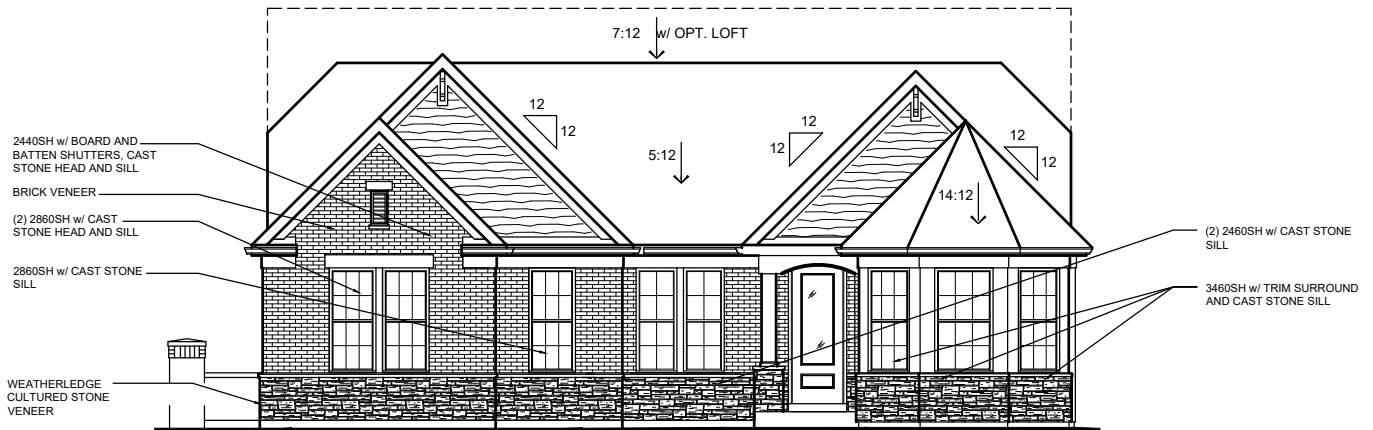 7:12 w/ OPT. LOFT
12
12
12
12
12
12
5:12
14:12
2440SH w/ BOARD AND
BATTEN SHUTTERS, CAST
STONE HEAD AND SILL
BRICK VENEER
(2) 2860SH w/ CAST
STONE HEAD AND SILL
2860SH w/ CAST STONE
SILL
WEATHERLEDGE
CULTURED STONE
VENEER
(2) 2460SH w/ CAST STONE
SILL
3460SH w/ TRIM SURROUND
AND CAST STONE SILL